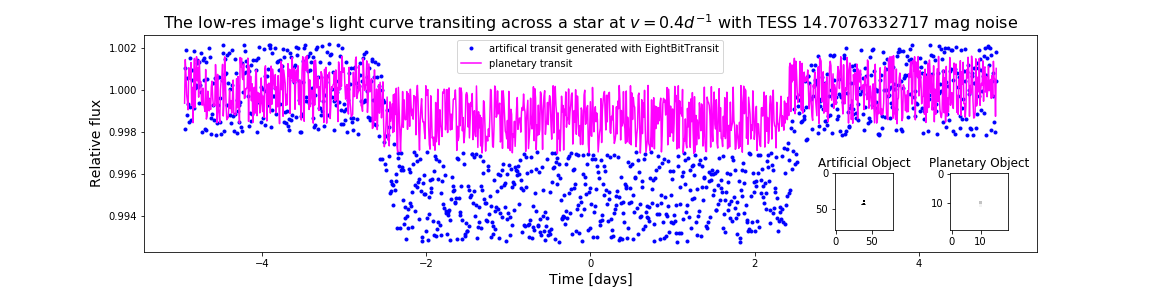 The low-res image's light curve transiting across a star at v = 0.4d⁻¹ with TESS 14.7076332717 mag noise
artifical transit generated with EightBitTransit
planetary transit
Relative flux
1.002
1.000
0.998
0.996
0.994
−4
−2
0
2
4
Time [days]
Artificial Object
0
50
0
50
Planetary Object
0
10
0
10